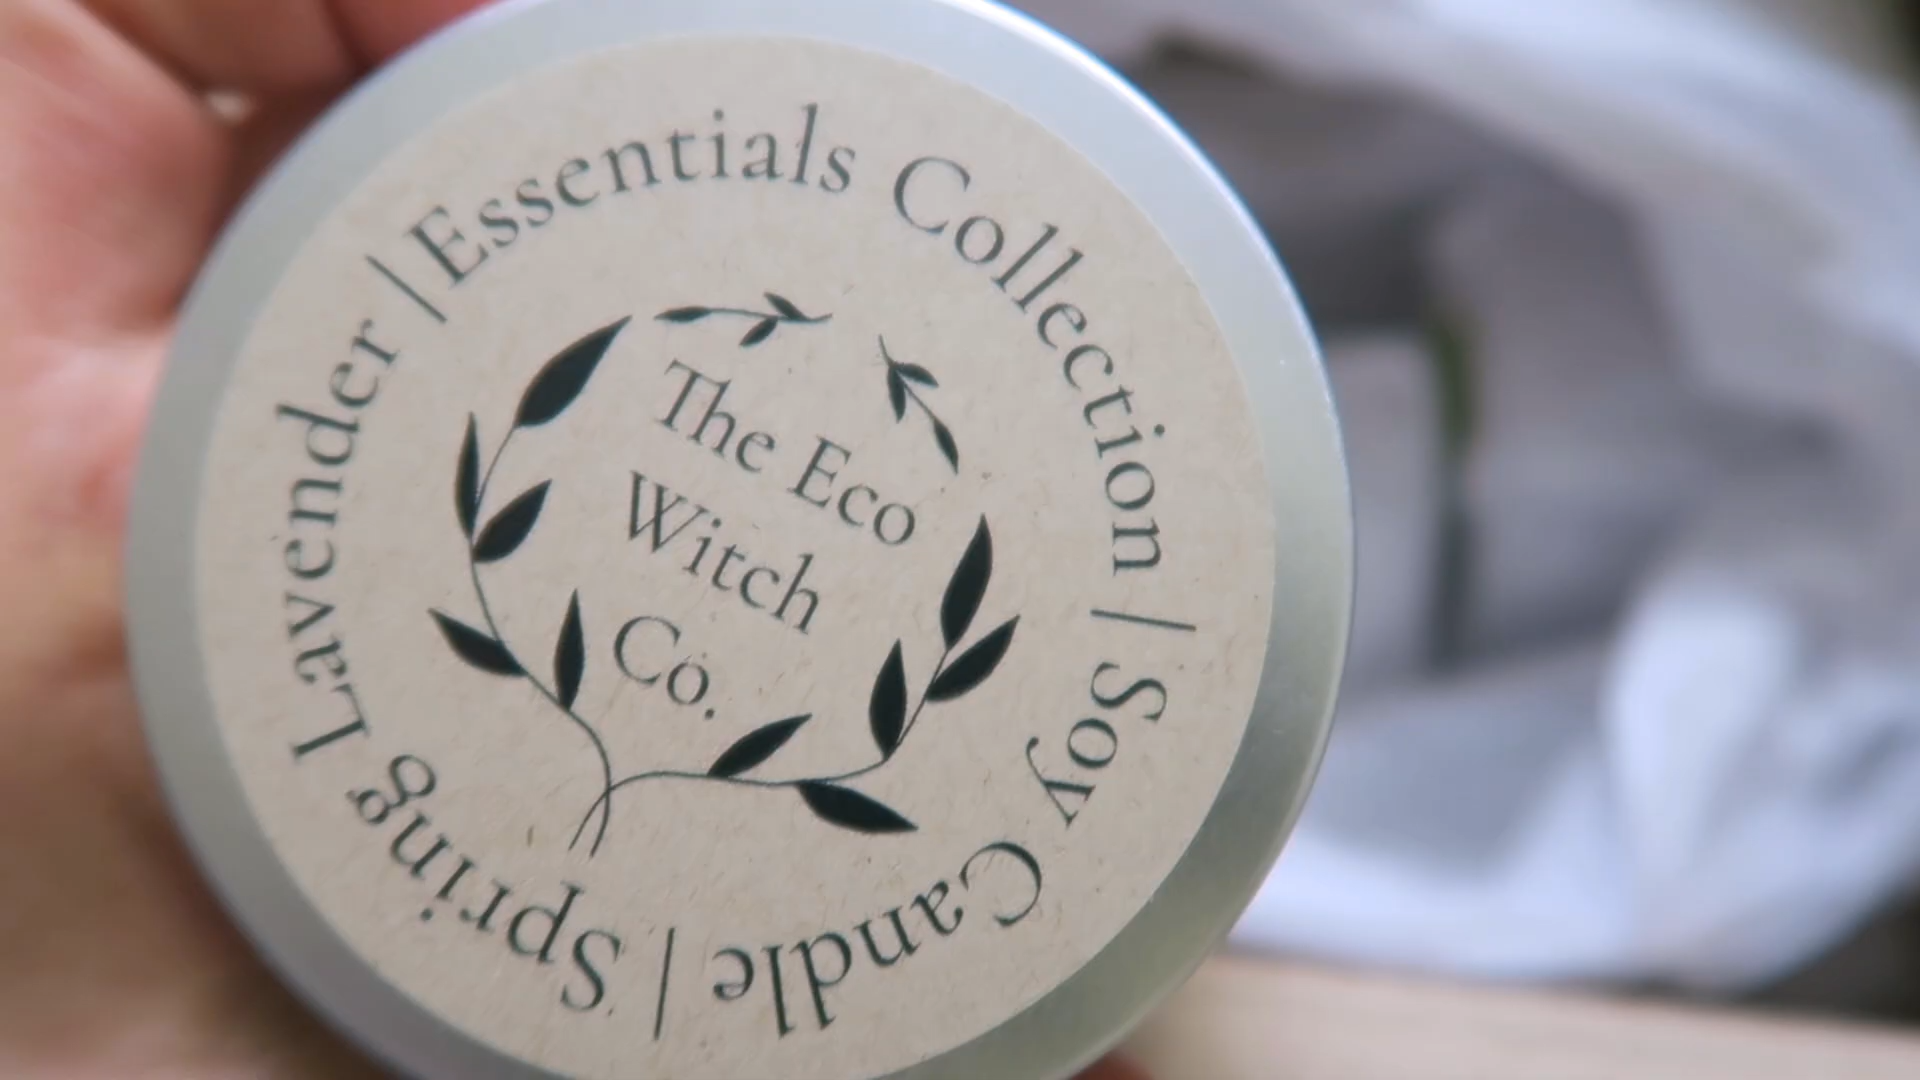 The Eco
Witch
Co.
Essentials Collection | Soy Candle | Spring Lavender |